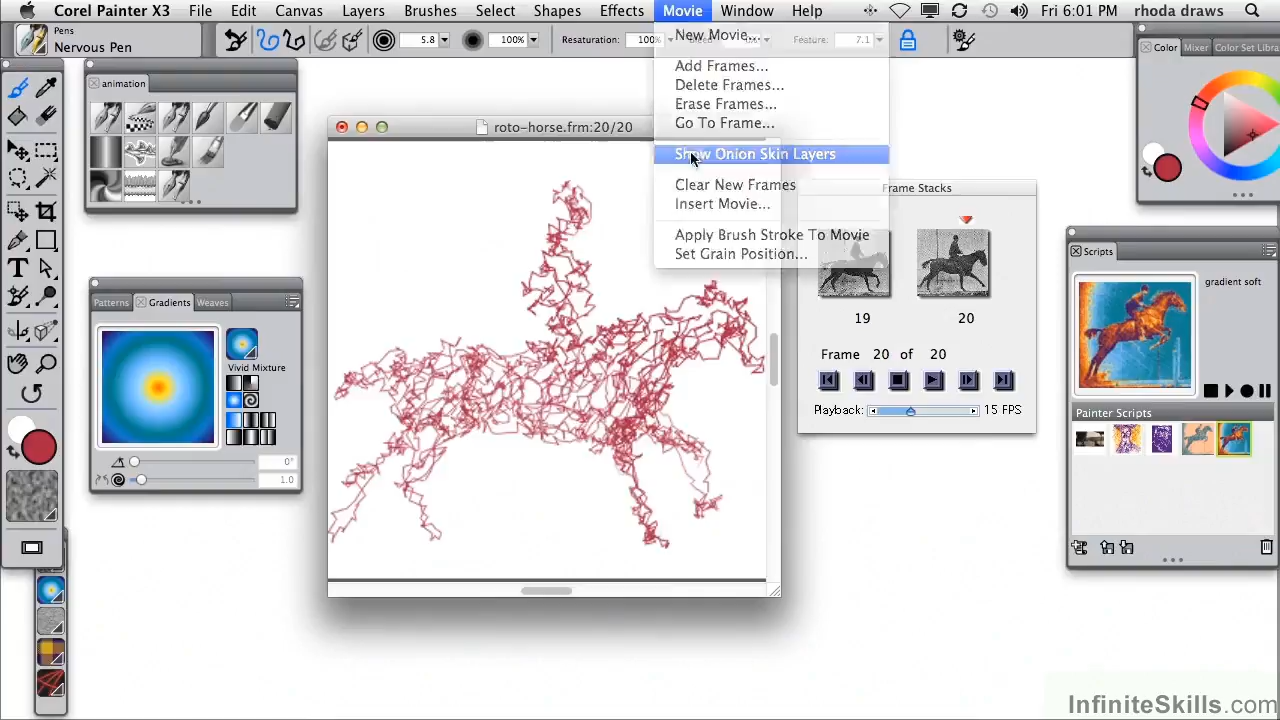 Corel Painter X3 File Edit Canvas Layers Brushes Select Shapes Effects Movie Window Help Fri 6:01 PM rhoda draws
Pens
Nervous Pen
5.8 100% Resaturation: 100% Feature: 7.1
New Movie...
Add Frames...
Delete Frames...
Erase Frames...
Go To Frame...
Show Onion Skin Layers
Clear New Frames
Insert Movie...
Apply Brush Stroke To Movie
Set Grain Position...
animation
roto-horse.frm:20/20
Color Mixer Color Set Libra
Frame Stacks
19 20
Frame 20 of 20
Playback: 15 FPS
Patterns Gradients Weaves
Vivid Mixture
0°
1.0
Scripts
gradient soft
Painter Scripts
T
InfiniteSkills.com